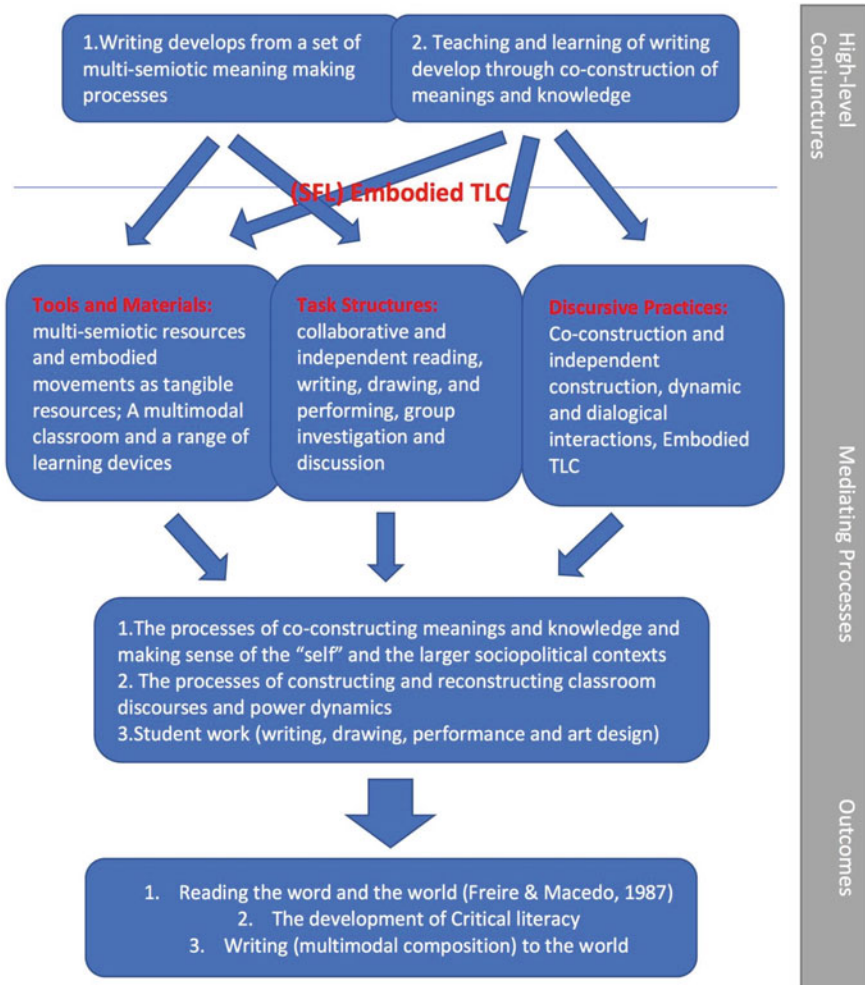 1.Writing develops from a set of
multi-semiotic meaning making
processes
2. Teaching and learning of writing
develop through co-construction of
meanings and knowledge
High-level
Conjunctures
(SFL) Embodied TLC
Tools and Materials:
multi-semiotic resources
and embodied
movements as tangible
resources; A multimodal
classroom and a range of
learning devices
Task Structures:
collaborative and
independent reading,
writing, drawing, and
performing, group
investigation and
discussion
Discursive Practices:
Co-construction and
independent
construction, dynamic
and dialogical
interactions, Embodied
TLC
Mediating Processes
1.The processes of co-constructing meanings and knowledge and
making sense of the “self” and the larger sociopolitical contexts
2. The processes of constructing and reconstructing classroom
discourses and power dynamics
3.Student work (writing, drawing, performance and art design)
Outcomes
1. Reading the word and the world (Freire & Macedo, 1987)
2. The development of Critical literacy
3. Writing (multimodal composition) to the world